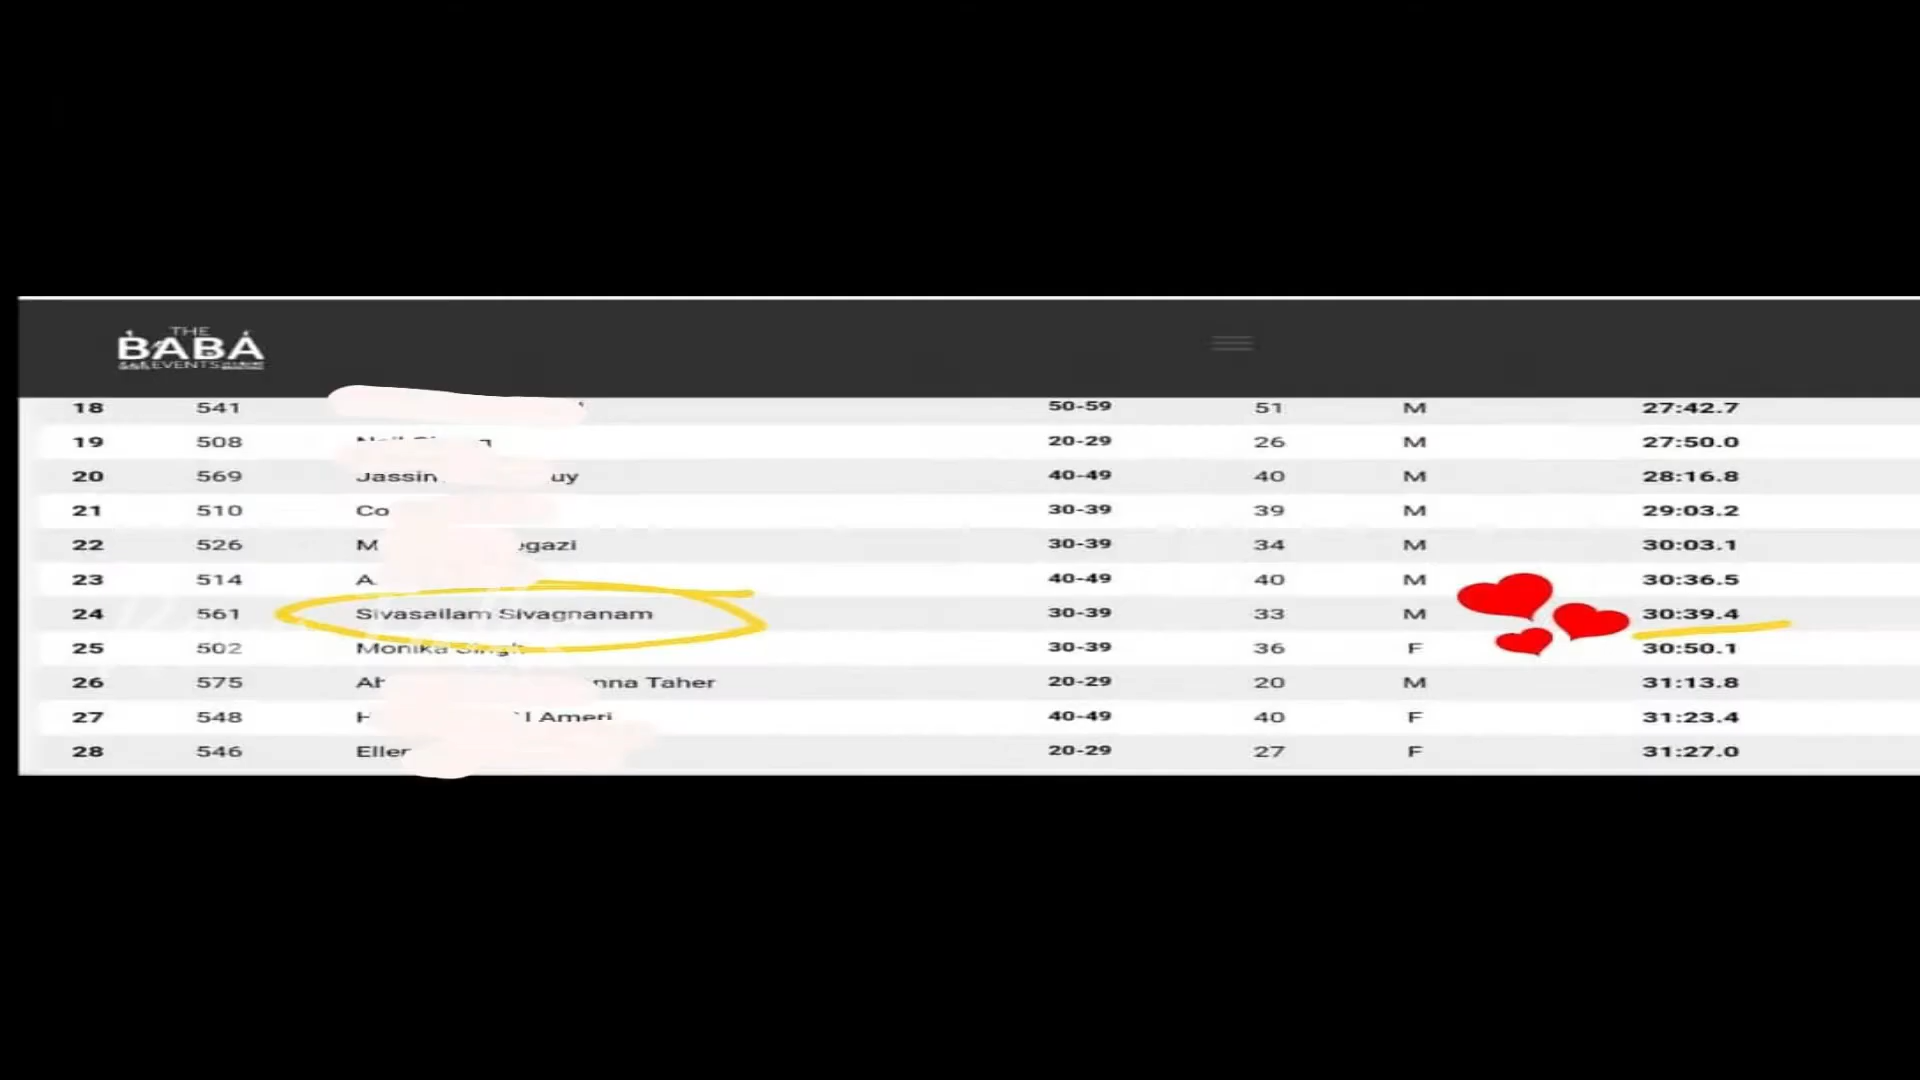 THE
BABA
EVENTS
18 541 50-59 51 M 27:42.7
19 508 20-29 26 M 27:50.0
20 569 Jassin uy 40-49 40 M 28:16.8
21 510 Co 30-39 39 M 29:03.2
22 526 M egazi 30-39 34 M 30:03.1
23 514 A 40-49 40 M 30:36.5
24 561 Sivasailam Sivagnanam 30-39 33 M 30:39.4
25 502 Monika Singh 30-39 36 F 30:50.1
26 575 Ab nna Taher 20-29 20 M 31:13.8
27 548 H l Ameri 40-49 40 F 31:23.4
28 546 Eller 20-29 27 F 31:27.0